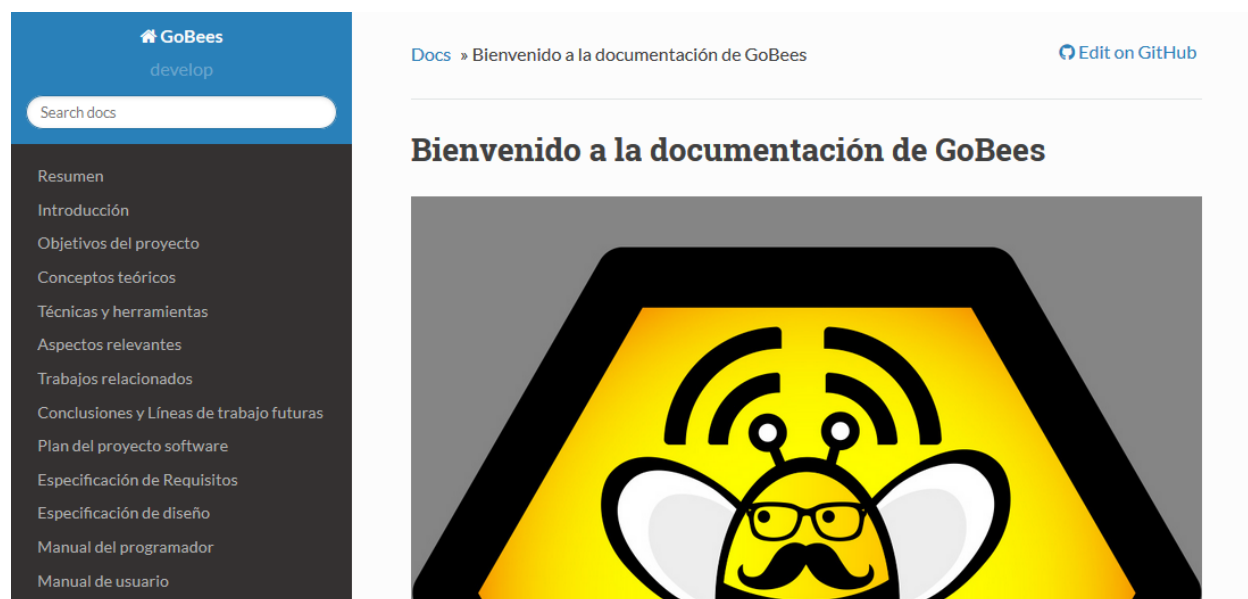 GoBees
develop
Search docs
Resumen
Introducción
Objetivos del proyecto
Conceptos teóricos
Técnicas y herramientas
Aspectos relevantes
Trabajos relacionados
Conclusiones y Líneas de trabajo futuras
Plan del proyecto software
Especificación de Requisitos
Especificación de diseño
Manual del programador
Manual de usuario
Docs » Bienvenido a la documentación de GoBees
Edit on GitHub
Bienvenido a la documentación de GoBees